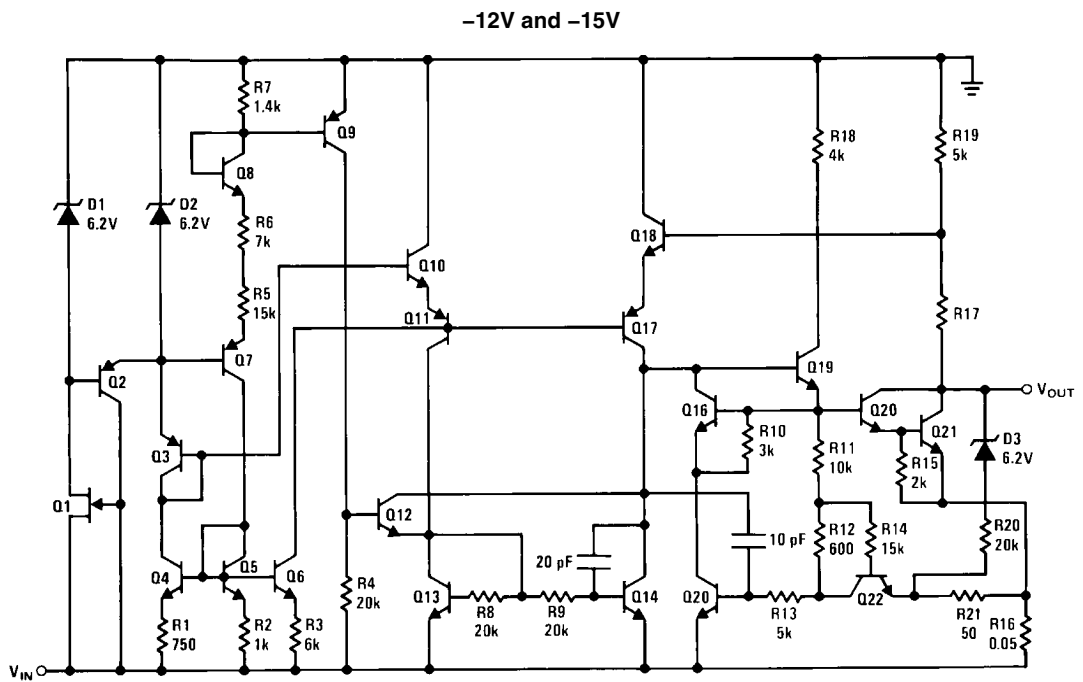 –12V and –15V
R7
1.4k
Q9
Q8
R18
4k
R19
5k
D1
6.2V
D2
6.2V
R6
7k
Q18
Q10
R5
15k
Q11
Q17
R17
Q7
Q2
Q19
VOUT
Q16
Q20
Q21
D3
6.2V
Q3
R10
3k
R11
10k
R15
2k
Q1
Q12
10 pF
R12
600
R14
15k
R20
20k
20 pF
Q4
Q5
Q6
R4
20k
Q13
R8
20k
R9
20k
Q14
Q20
R13
5k
Q22
R21
50
R16
0.05
R1
750
R2
1k
R3
6k
VIN